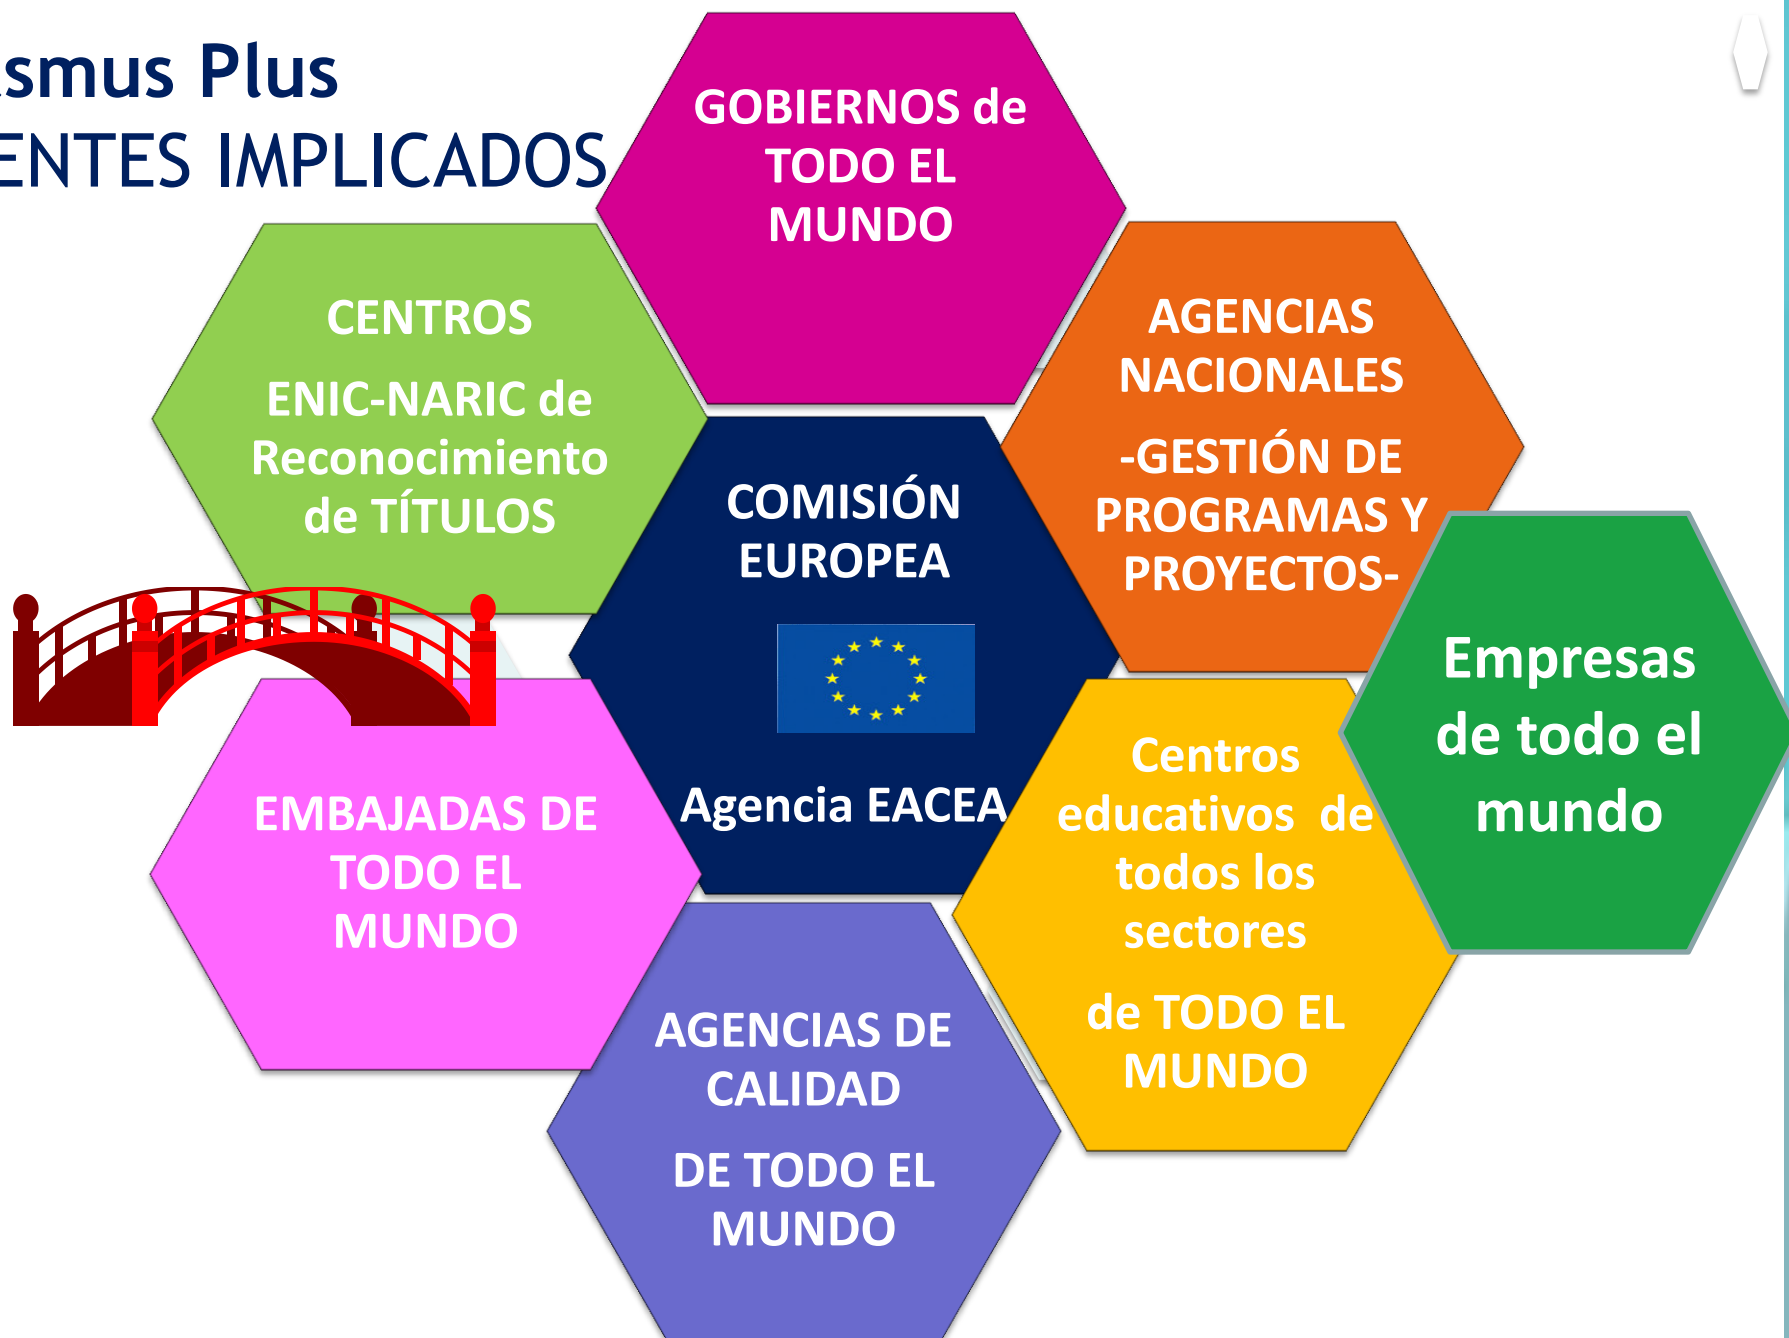 smus Plus
ENTES IMPLICADOS
GOBIERNOS de
TODO EL
MUNDO
CENTROS
ENIC-NARIC de
Reconocimiento
de TÍTULOS
AGENCIAS
NACIONALES
-GESTIÓN DE
PROGRAMAS Y
PROYECTOS-
COMISIÓN
EUROPEA
Agencia EACEA
Empresas
de todo el
mundo
EMBAJADAS DE
TODO EL
MUNDO
Centros
educativos de
todos los
sectores
de TODO EL
MUNDO
AGENCIAS DE
CALIDAD
DE TODO EL
MUNDO